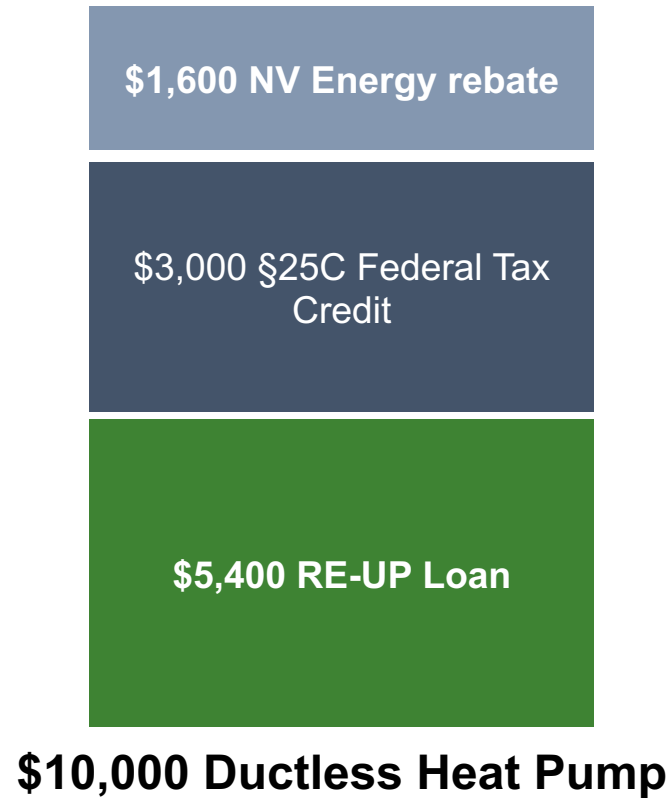 $1,600 NV Energy rebate
$3,000 §25C Federal Tax
Credit
$5,400 RE-UP Loan
$10,000 Ductless Heat Pump